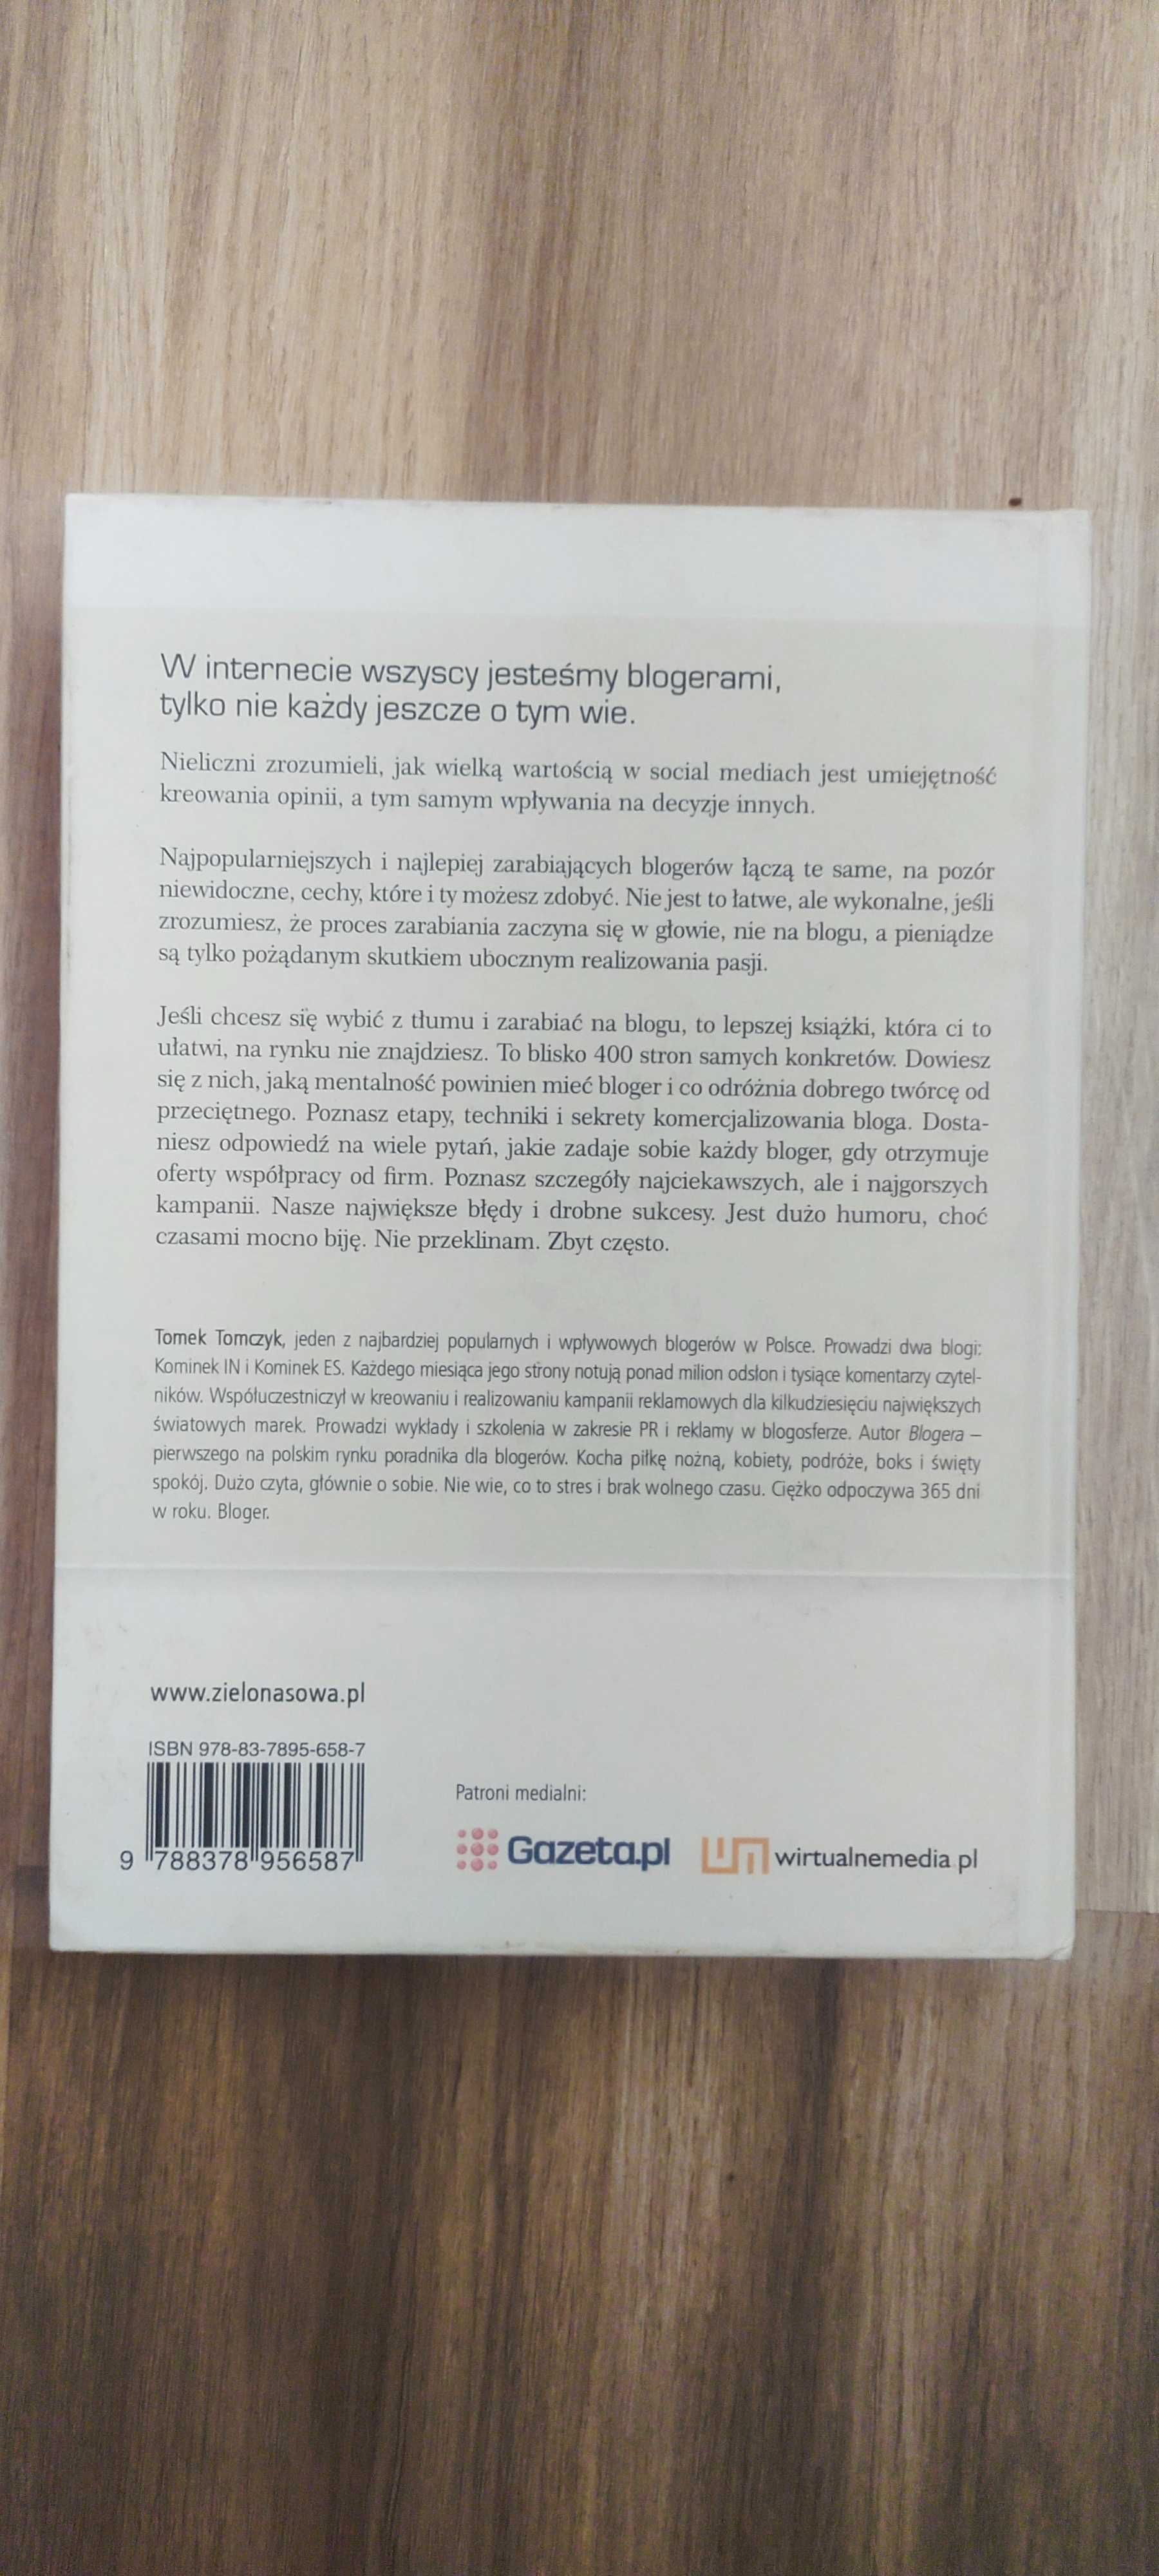 W internecie wszyscy jesteśmy blogerami,
tylko nie każdy jeszcze o tym wie.
Nieliczni zrozumieli, jak wielką wartością w social mediach jest umiejętność
kreowania opinii, a tym samym wpływania na decyzje innych.
Najpopularniejszych i najlepiej zarabiających blogerów łączą te same, na pozór
niewidoczne, cechy, które i ty możesz zdobyć. Nie jest to łatwe, ale wykonalne, jeśli
zrozumiesz, że proces zarabiania zaczyna się w głowie, nie na blogu, a pieniądze
są tylko pożądanym skutkiem ubocznym realizowania pasji.
Jeśli chcesz się wybić z tłumu i zarabiać na blogu, to lepszej książki, która ci to
ułatwi, na rynku nie znajdziesz. To blisko 400 stron samych konkretów. Dowiesz
się z nich, jaką mentalność powinien mieć bloger i co odróżnia dobrego twórcę od
przeciętnego. Poznasz etapy, techniki i sekrety komercjalizowania bloga. Dosta-
niesz odpowiedź na wiele pytań, jakie zadaje sobie każdy bloger, gdy otrzymuje
oferty współpracy od firm. Poznasz szczegóły najciekawszych, ale i najgorszych
kampanii. Nasze największe błędy i drobne sukcesy. Jest dużo humoru, choć
czasami mocno biję. Nie przeklinam. Zbyt często.
Tomek Tomczyk, jeden z najbardziej popularnych i wpływowych blogerów w Polsce. Prowadzi dwa blogi:
Kominek IN i Kominek ES. Każdego miesiąca jego strony notują ponad milion odsłon i tysiące komentarzy czytel-
ników. Współuczestniczył w kreowaniu i realizowaniu kampanii reklamowych dla kilkudziesięciu największych
światowych marek. Prowadzi wykłady i szkolenia w zakresie PR i reklamy w blogosferze. Autor Blogera –
pierwszego na polskim rynku poradnika dla blogerów. Kocha piłkę nożną, kobiety, podróże, boks i święty
spokój. Dużo czyta, głównie o sobie. Nie wie, co to stres i brak wolnego czasu. Ciężko odpoczywa 365 dni
w roku. Bloger.
www.zielonasowa.pl
ISBN 978-83-7895-658-7
9 788378 956587
Patroni medialni:
Gazeta.pl
wirtualnemedia.pl